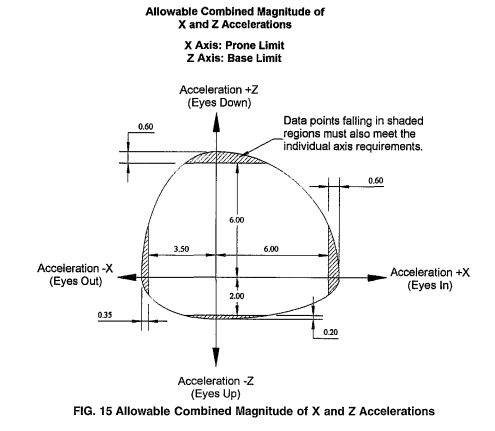 Allowable Combined Magnitude of
X and Z Accelerations
X Axis: Prone Limit
Z Axis: Base Limit
Acceleration +Z
(Eyes Down)
0.60
Data points falling in shaded
regions must also meet the
individual axis requirements.
0.60
6.00
3.50
6.00
Acceleration -X
(Eyes Out)
Acceleration +X
(Eyes In)
2.00
0.35
0.20
Acceleration -Z
(Eyes Up)
FIG. 15 Allowable Combined Magnitude of X and Z Accelerations